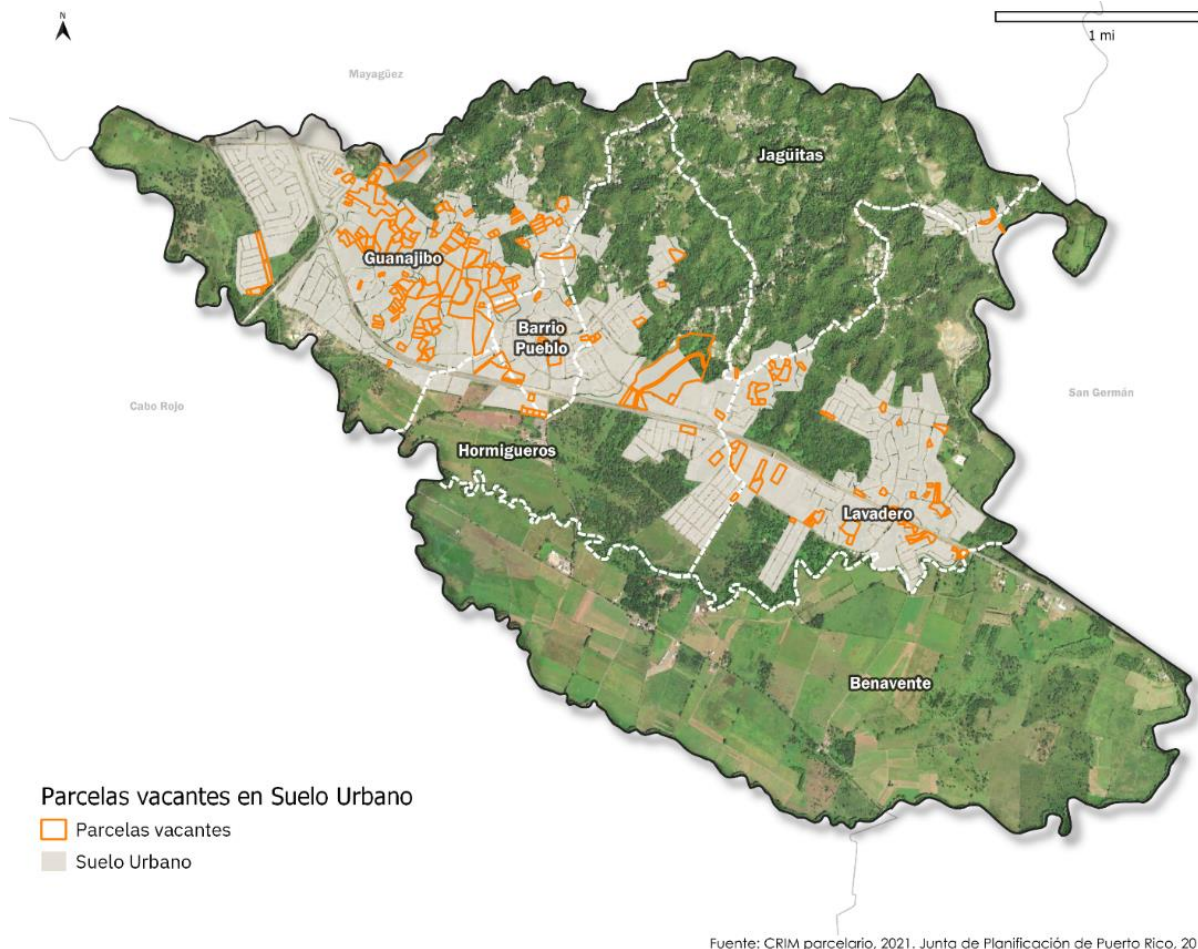 N
1 mi
Mayagüez
Jagüitas
Guanajibo
Barrio
Pueblo
San Germán
Cabo Rojo
Hormigueros
Lavadero
Benavente
Parcelas vacantes en Suelo Urbano
Parcelas vacantes
Suelo Urbano
Fuente: CRIM parcelario, 2021. Junta de Planificación de Puerto Rico, 20